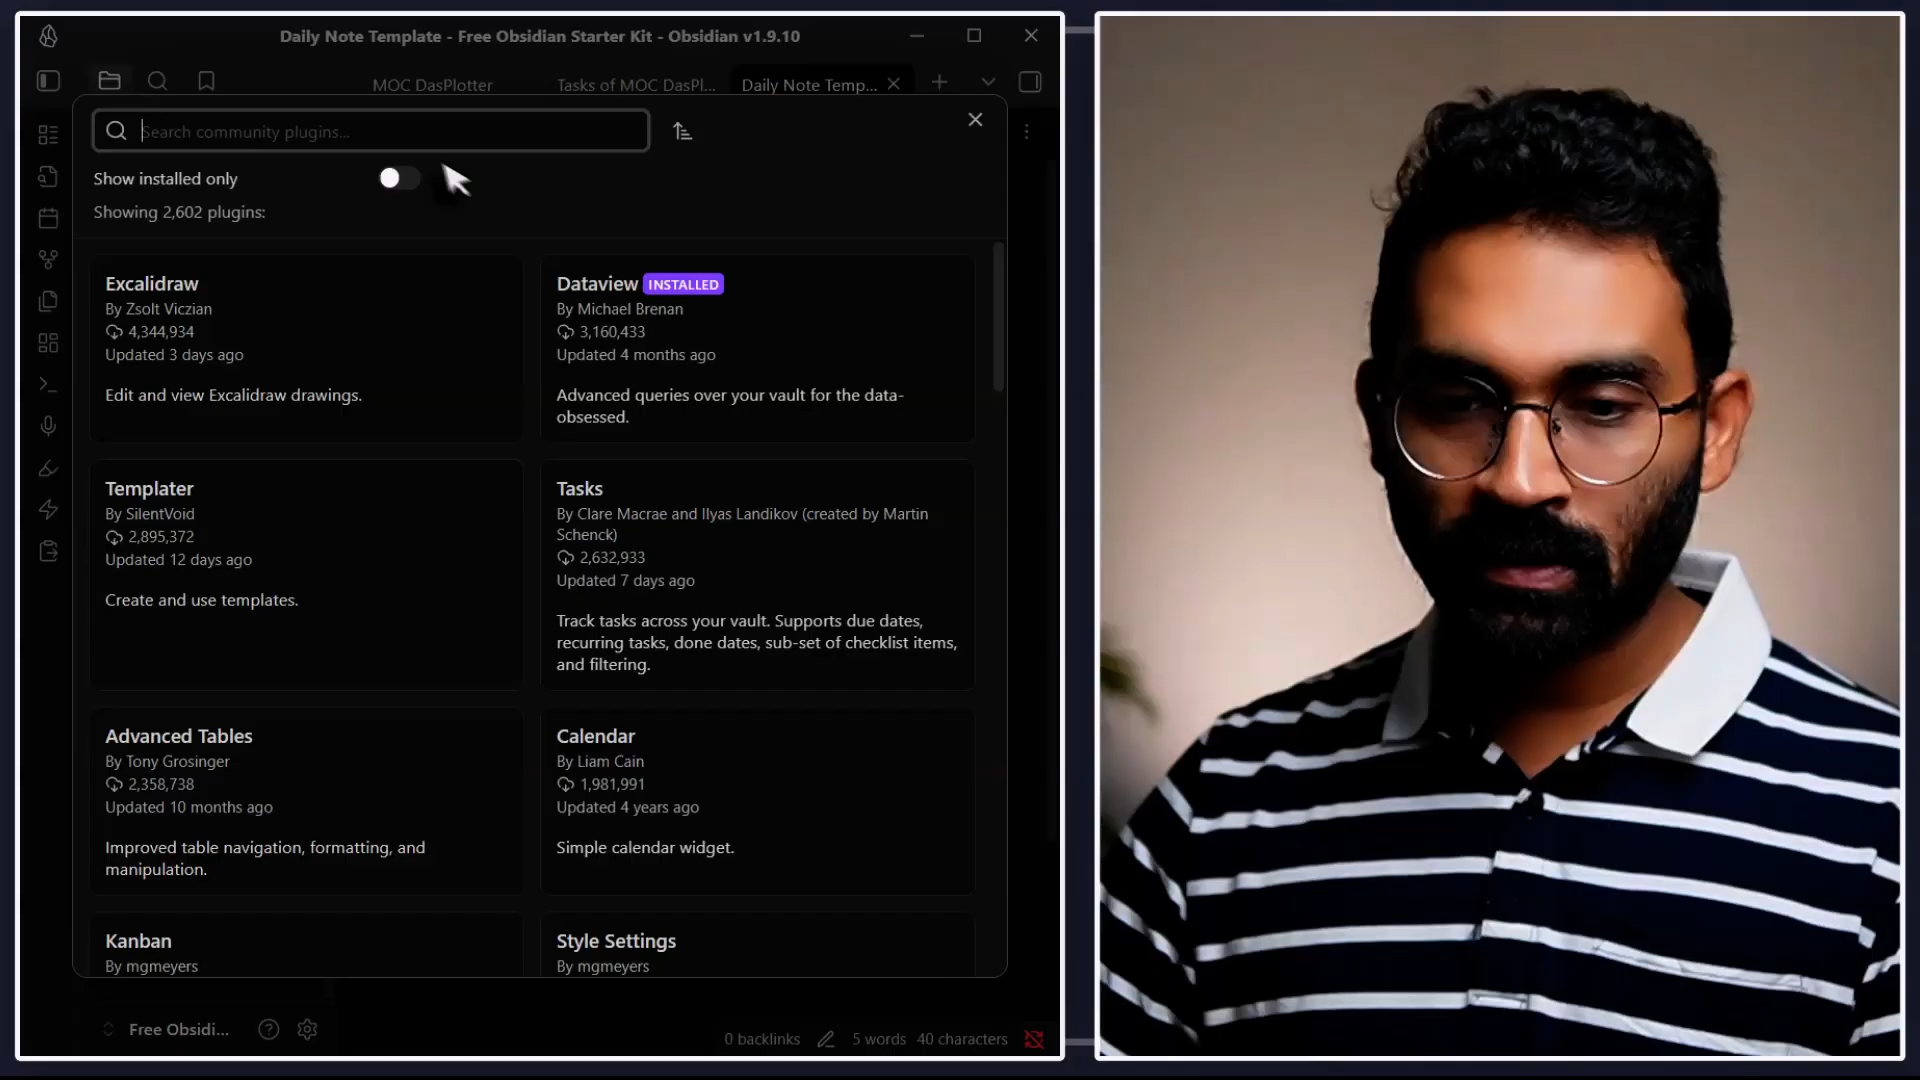 Daily Note Template - Free Obsidian Starter Kit - Obsidian v1.9.10
MOC DasPlotter
Tasks of MOC DasPl...
Daily Note Temp...
Search community plugins...
Show installed only
Showing 2,602 plugins:
Excalidraw
By Zsolt Viczian
4,344,934
Updated 3 days ago
Edit and view Excalidraw drawings.
Dataview INSTALLED
By Michael Brenan
3,160,433
Updated 4 months ago
Advanced queries over your vault for the data-
obsessed.
Templater
By SilentVoid
2,895,372
Updated 12 days ago
Create and use templates.
Tasks
By Clare Macrae and Ilyas Landikov (created by Martin
Schenck)
2,632,933
Updated 7 days ago
Track tasks across your vault. Supports due dates,
recurring tasks, done dates, sub-set of checklist items,
and filtering.
Advanced Tables
By Tony Grosinger
2,358,738
Updated 10 months ago
Improved table navigation, formatting, and
manipulation.
Calendar
By Liam Cain
1,981,991
Updated 4 years ago
Simple calendar widget.
Kanban
By mgmeyers
Style Settings
By mgmeyers
Free Obsidi...
0 backlinks
5 words
40 characters